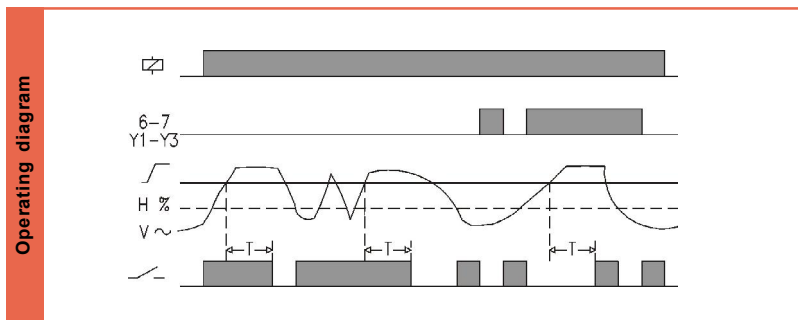 Operating diagram
6-7
Y1-Y3
H %
V ~
T
T
T